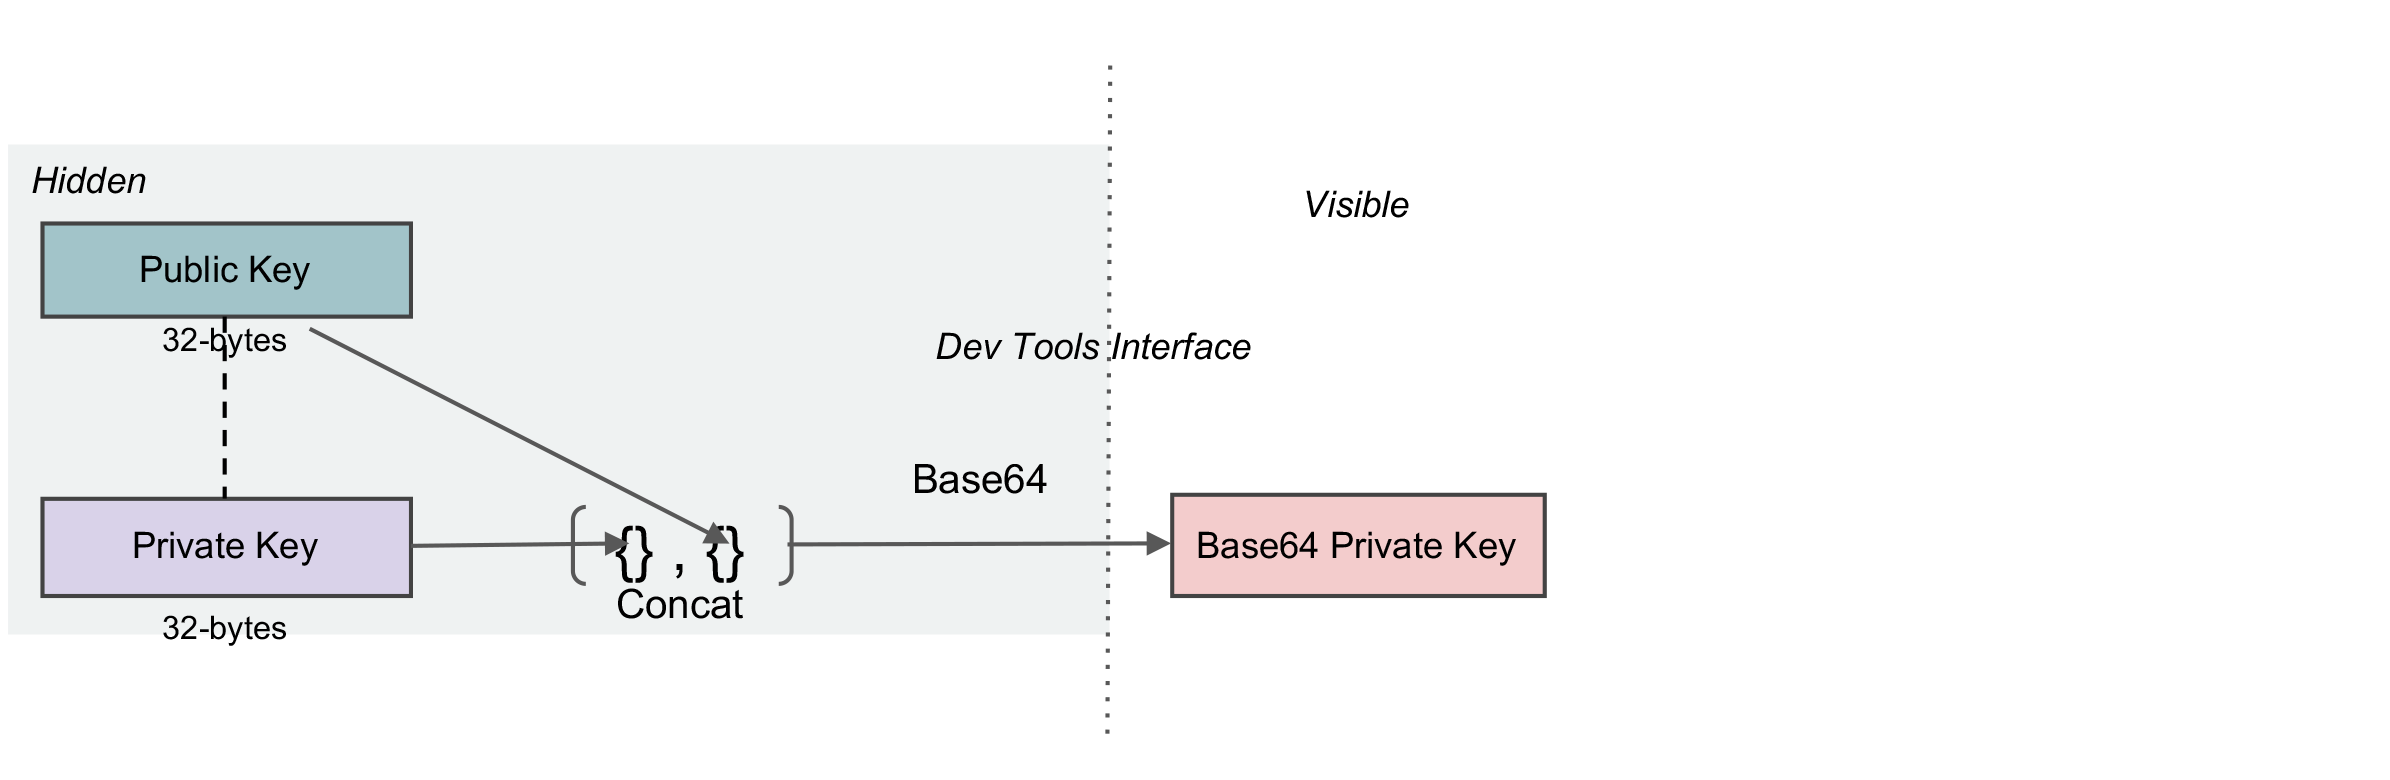 Hidden
Visible
Public Key
32-bytes
Dev Tools Interface
Base64
Private Key
{} , {}
Base64 Private Key
Concat
32-bytes